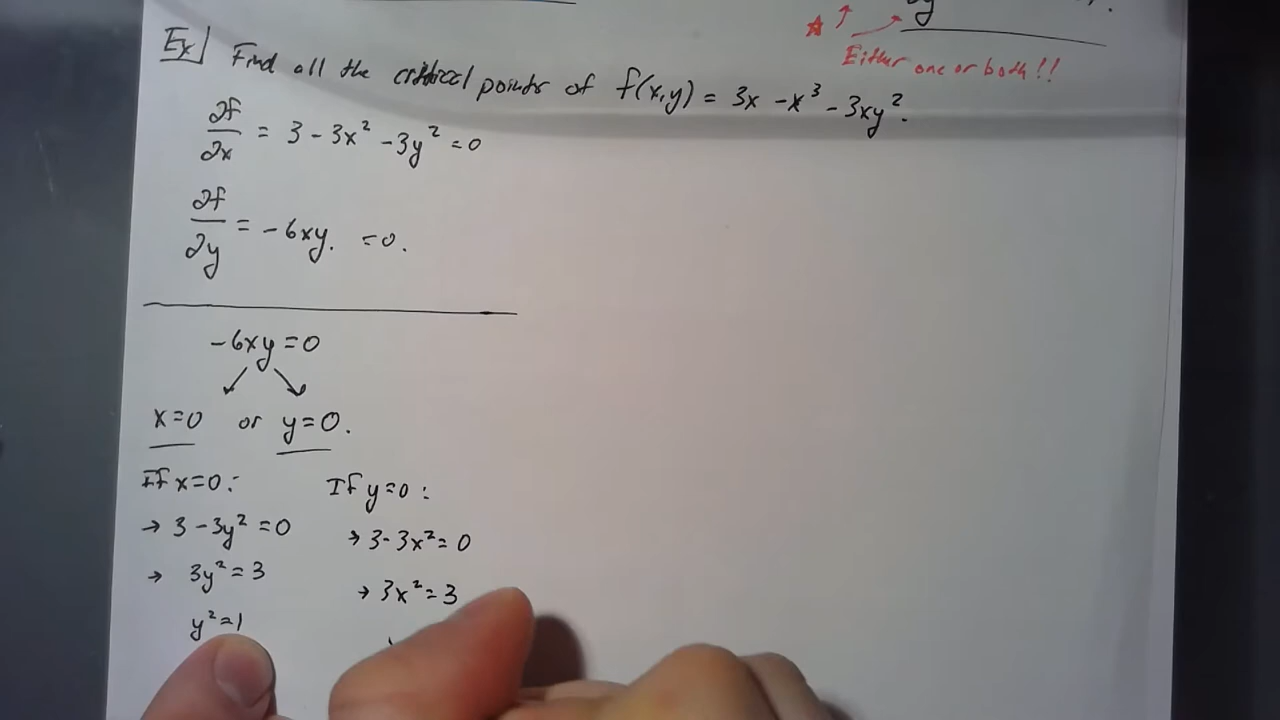 y
Either one or both!!
Ex] Find all the critical points of f(x,y) = 3x - x³ - 3xy².
∂f/∂x = 3 - 3x² - 3y² = 0
∂f/∂y = -6xy. = 0.
-6xy = 0
x=0 or y=0.
If x=0: If y=0:
→ 3 - 3y² = 0 → 3 - 3x² = 0
→ 3y² = 3 → 3x² = 3
y² = 1